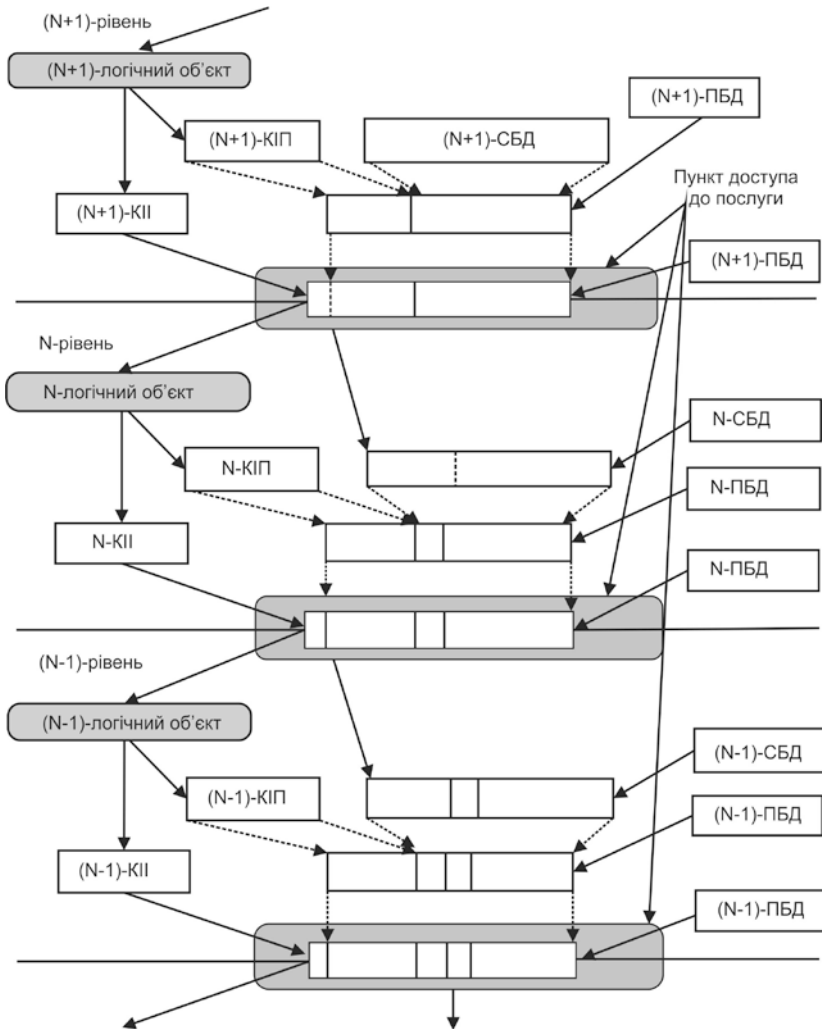 (N+1)-рівень
(N+1)-логічний об’єкт
(N+1)-ПБД
(N+1)-КІП
(N+1)-СБД
Пункт доступа
до послуги
(N+1)-КІІ
(N+1)-ПБД
N-рівень
N-логічний об’єкт
N-СБД
N-КІП
N-ПБД
N-КІІ
N-ПБД
(N-1)-рівень
(N-1)-логічний об’єкт
(N-1)-СБД
(N-1)-КІП
(N-1)-ПБД
(N-1)-КІІ
(N-1)-ПБД